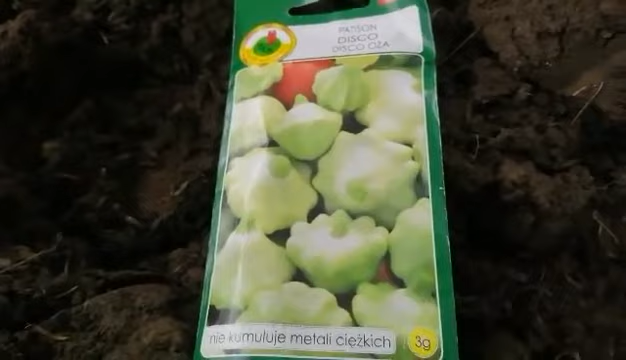 PATISON
DISCO
DISCO OZA
nie kumuluje metali ciężkich
3g